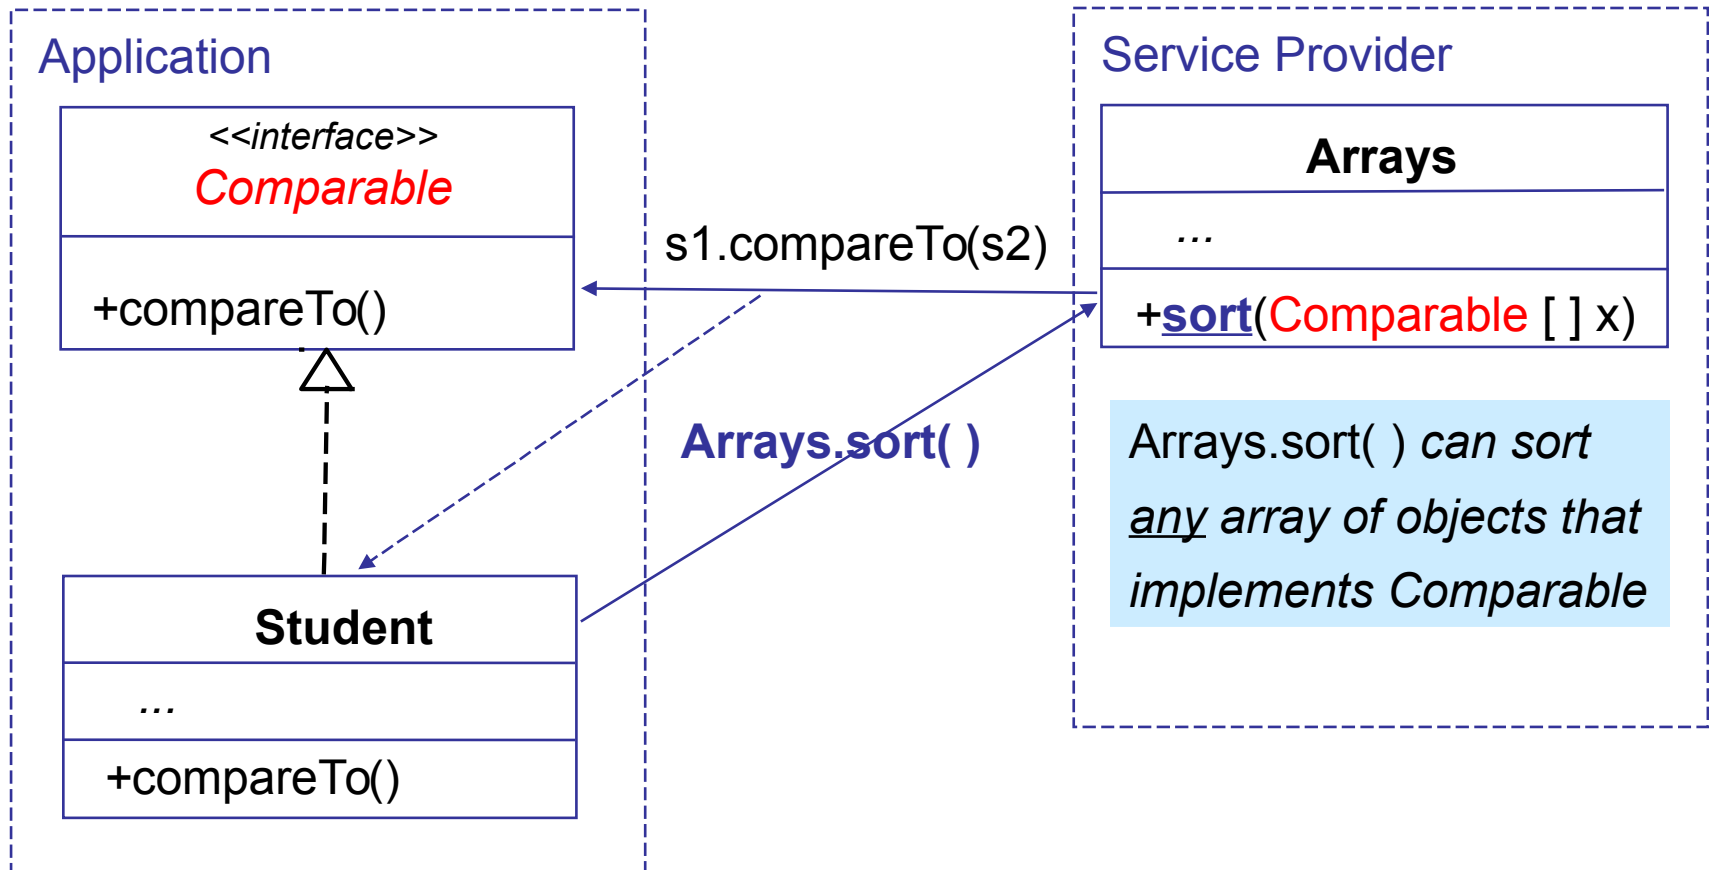 Application
<<interface>>
Comparable
+compareTo()
Student
...
+compareTo()
s1.compareTo(s2)
Arrays.sort( )
Service Provider
Arrays
...
+sort(Comparable [ ] x)
Arrays.sort( ) can sort
any array of objects that
implements Comparable